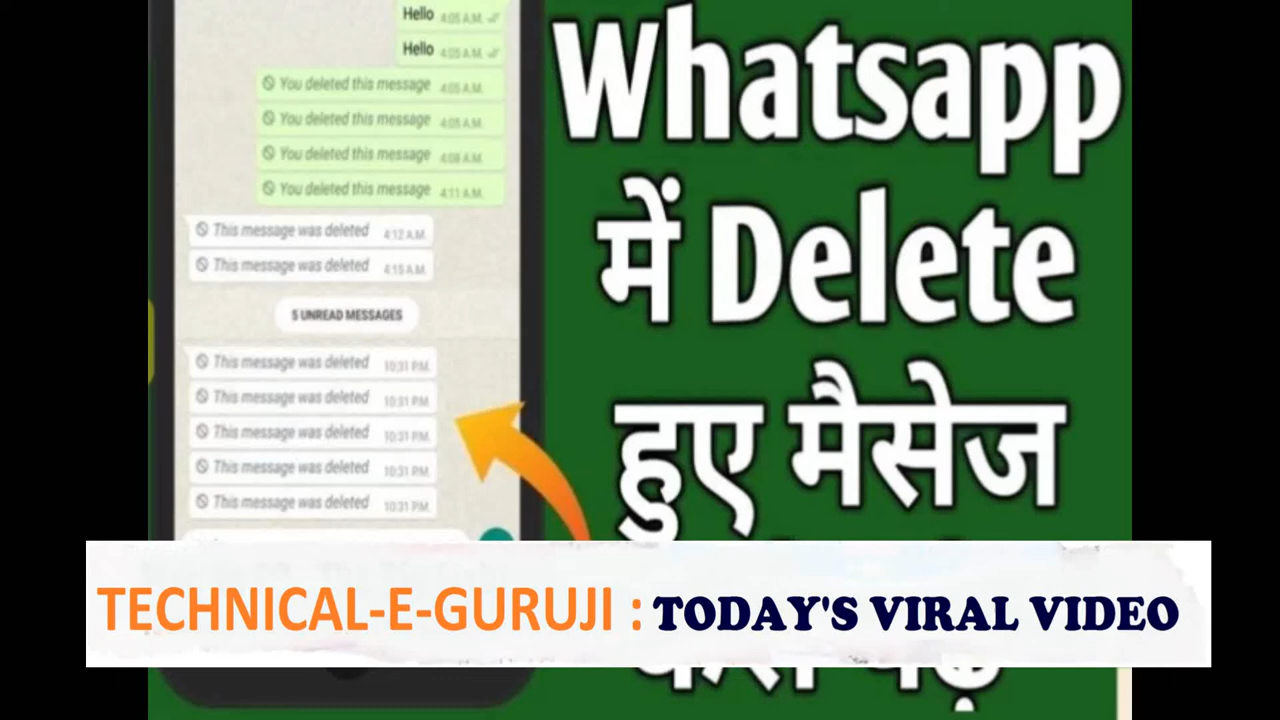 Hello 4:05 A.M.
Hello 4:05 A.M.
You deleted this message 4:05 A.M.
You deleted this message 4:05 A.M.
You deleted this message 4:08 A.M.
You deleted this message 4:11 A.M.
This message was deleted 4:12 A.M.
This message was deleted 4:15 A.M.
5 UNREAD MESSAGES
This message was deleted 10:31 P.M.
This message was deleted 10:31 P.M.
This message was deleted 10:31 P.M.
This message was deleted 10:31 P.M.
This message was deleted 10:31 P.M.
Whatsapp
में Delete
हुए मैसेज
TECHNICAL-E-GURUJI : TODAY'S VIRAL VIDEO